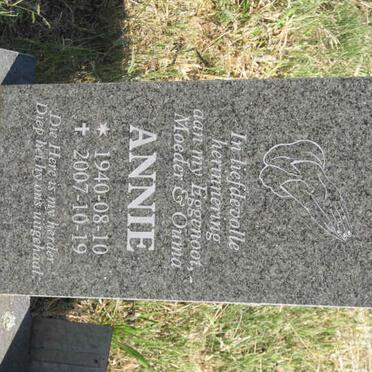 In liefdevolle
herinnering
aan my Eggenoot,
Moeder & Ouma
ANNIE
* 1940-08-10
✝ 2007-10-19
"Die Here is my herder"
Diep het Hy ons uitgehaal"